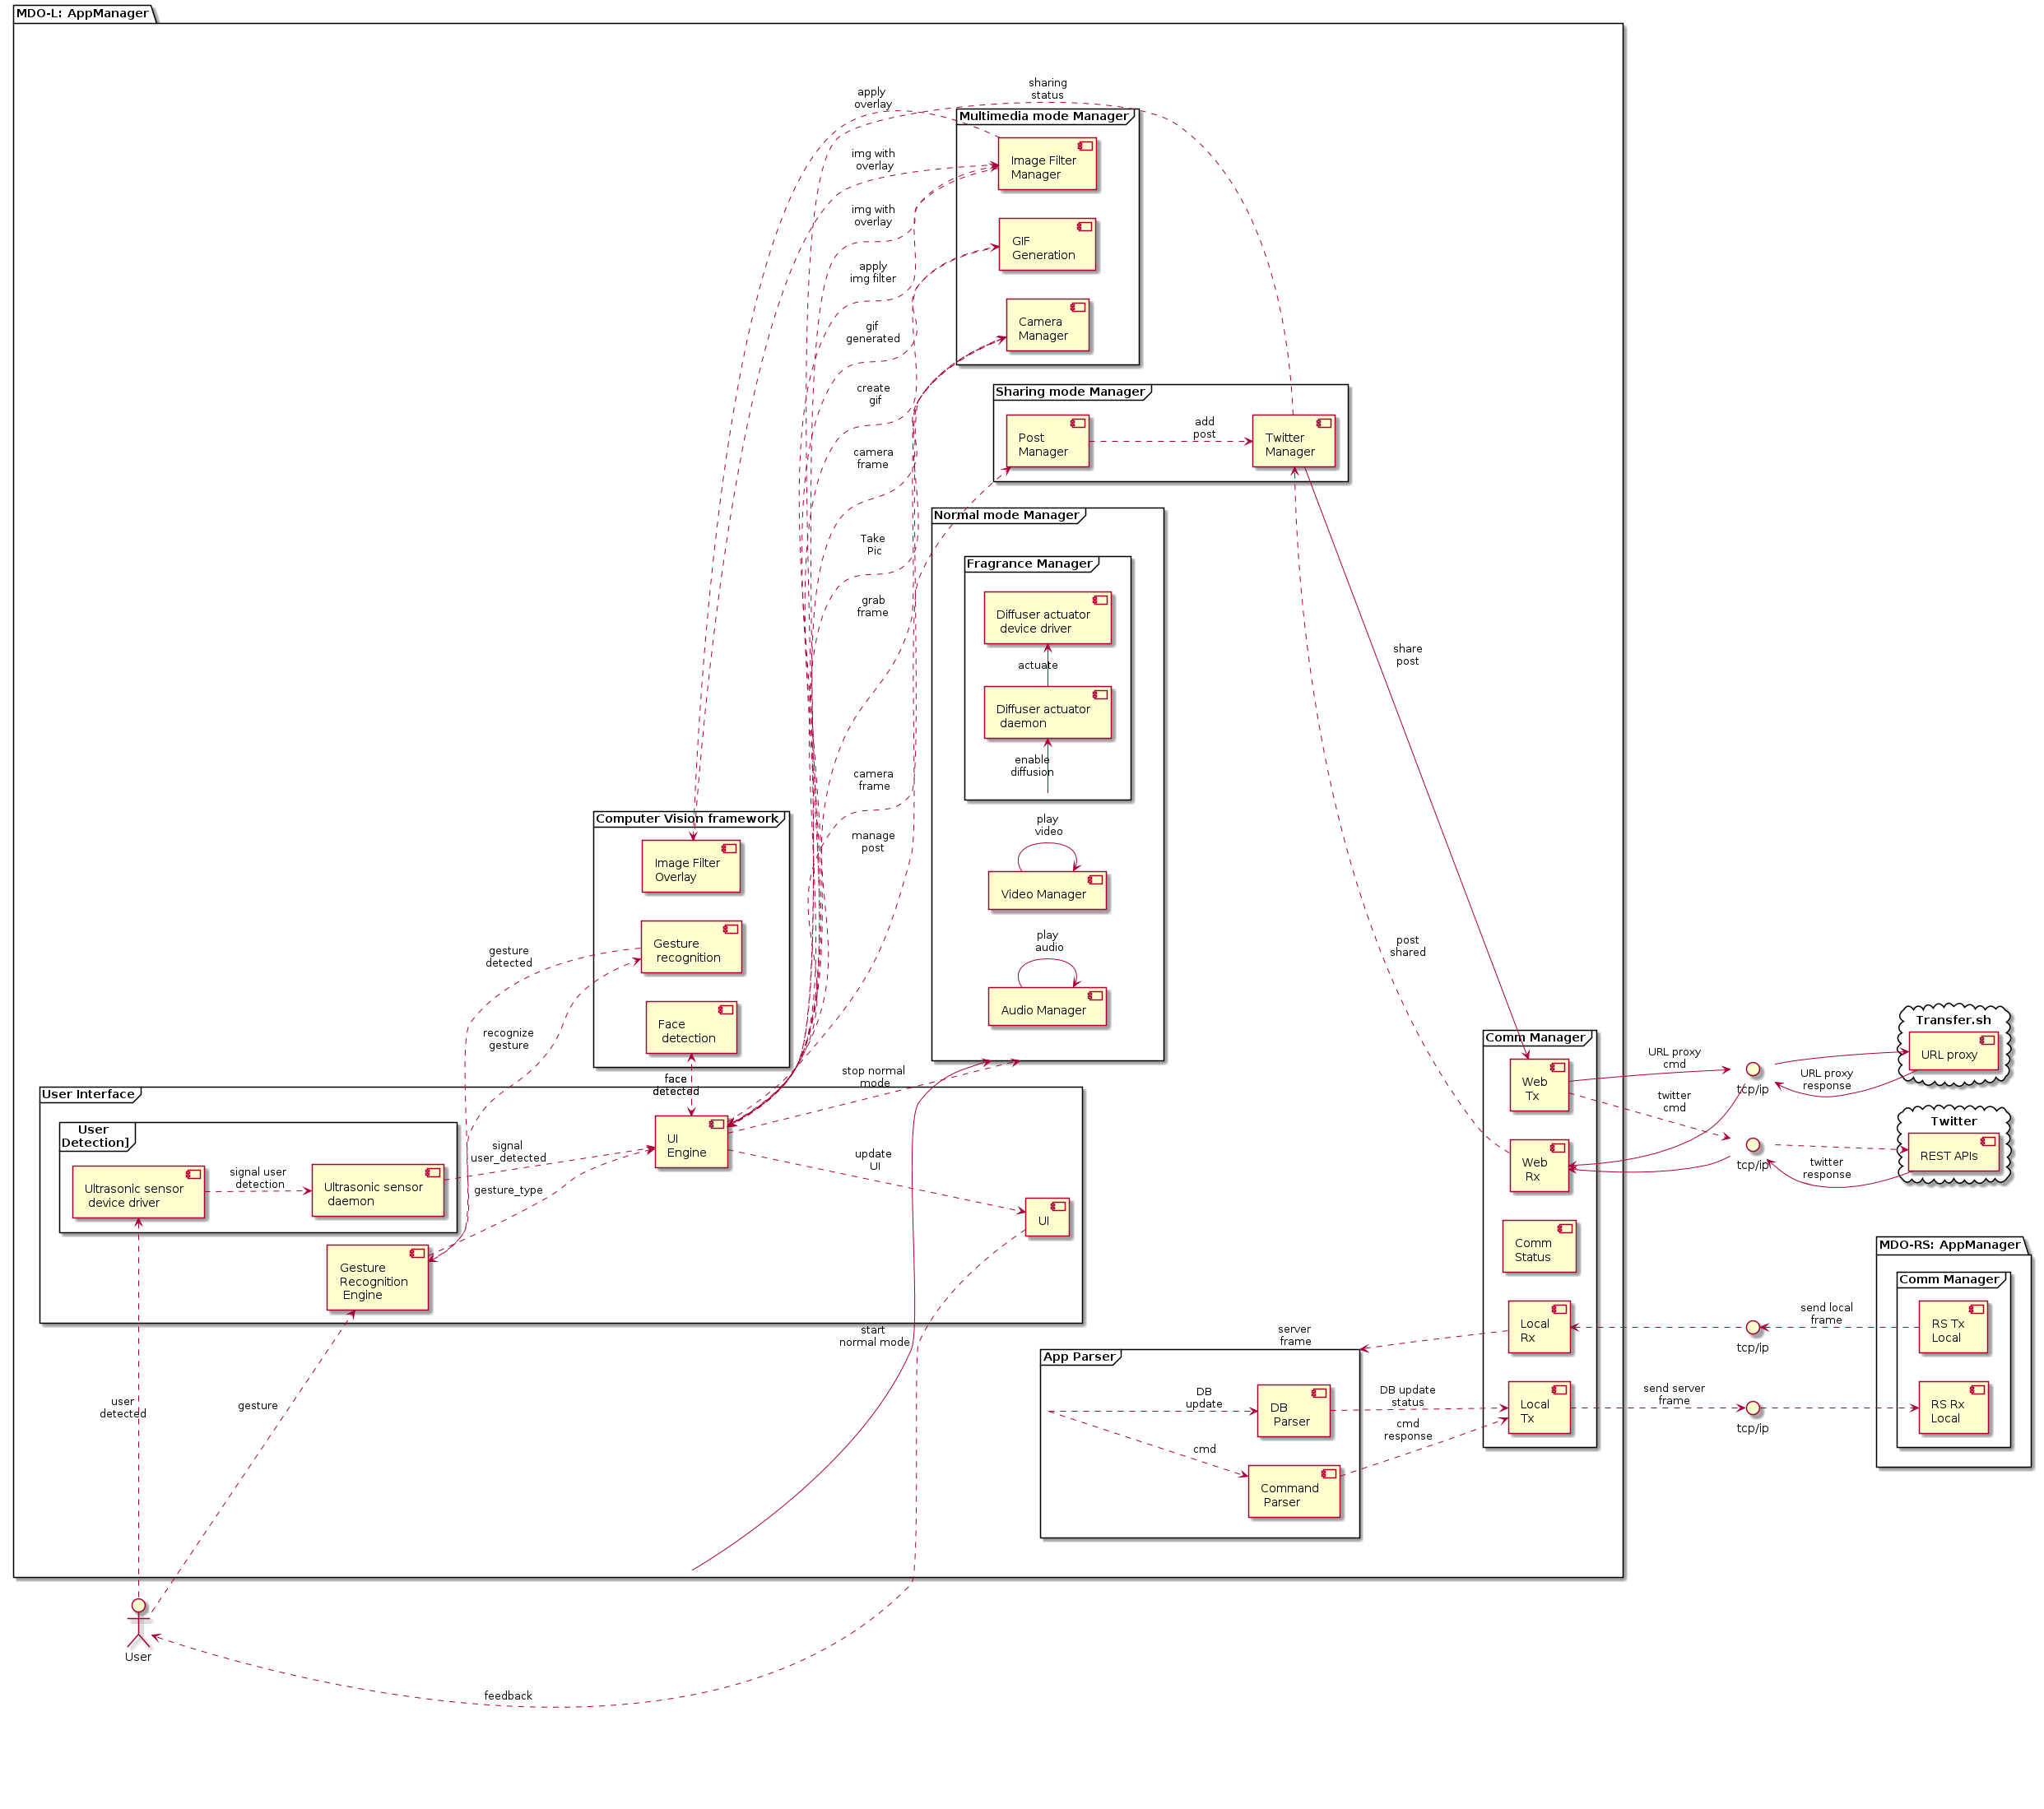 MDO-L: AppManager
sharing
status
apply
overlay
Multimedia mode Manager
Image Filter
Manager
img with
overlay
img with
overlay
GIF
Generation
apply
img filter
Camera
Manager
gif
generated
create
gif
Sharing mode Manager
Post
Manager
add
post
Twitter
Manager
camera
frame
Normal mode Manager
Take
Pic
Fragrance Manager
Diffuser actuator
device driver
grab
frame
actuate
share
post
Diffuser actuator
daemon
enable
diffusion
camera
frame
manage
post
Computer Vision framework
Image Filter
Overlay
play
video
Video Manager
Gesture
recognition
gesture
detected
play
audio
post
shared
Audio Manager
Face
detection
recognize
gesture
Comm Manager
Transfer.sh
URL proxy
URL proxy
cmd
URL proxy
response
tcp/ip
Web
Tx
face
detected
stop normal
mode
User Interface
User
Detection]
UI
Engine
twitter
cmd
Twitter
REST APIs
twitter
response
tcp/ip
Web
Rx
signal
user_detected
update
UI
Ultrasonic sensor
device driver
signal user
detection
Ultrasonic sensor
daemon
gesture_type
UI
Comm
Status
MDO-RS: AppManager
Comm Manager
Gesture
Recognition
Engine
start
normal mode
server
frame
Local
Rx
tcp/ip
send local
frame
RS Tx
Local
App Parser
DB
update
DB
Parser
DB update
status
Local
Tx
send server
frame
tcp/ip
RS Rx
Local
user
detected
gesture
cmd
cmd
response
Command
Parser
User
feedback